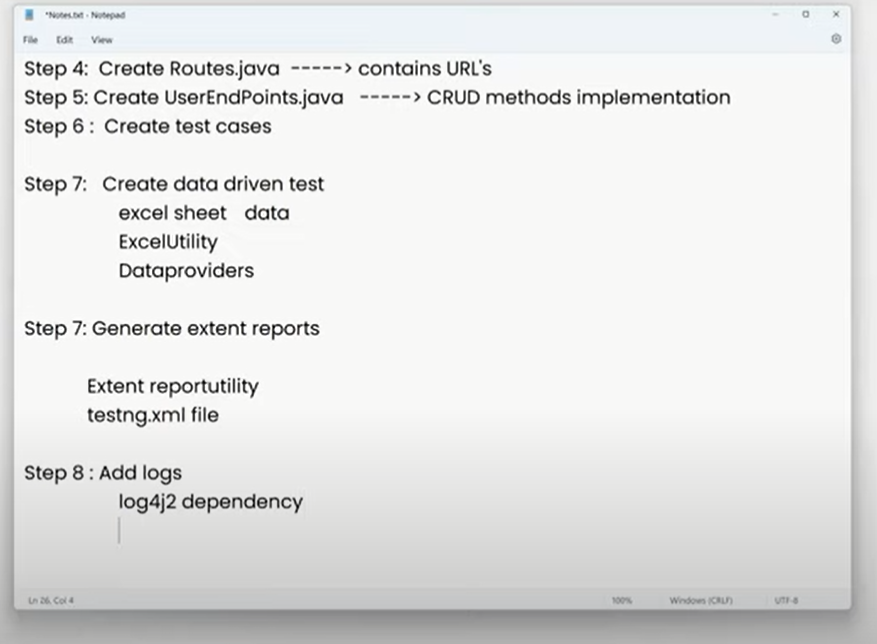 *Notes.txt - Notepad
File Edit View
Step 4: Create Routes.java -----> contains URL's
Step 5: Create UserEndPoints.java -----> CRUD methods implementation
Step 6 : Create test cases
Step 7: Create data driven test
excel sheet data
ExcelUtility
Dataproviders
Step 7: Generate extent reports
Extent reportutility
testng.xml file
Step 8 : Add logs
log4j2 dependency
Ln 26, Col 4 100% Windows (CRLF) UTF-8